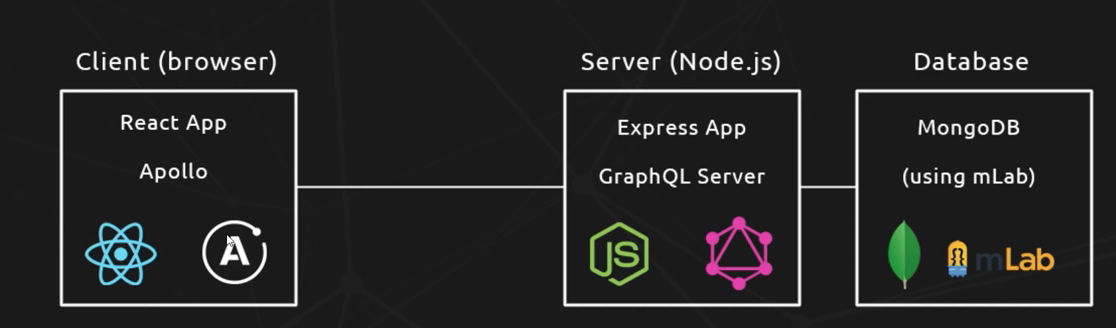 Client (browser)
React App
Apollo
A
Server (Node.js)
Express App
GraphQL Server
JS
Database
MongoDB
(using mLab)
mLab